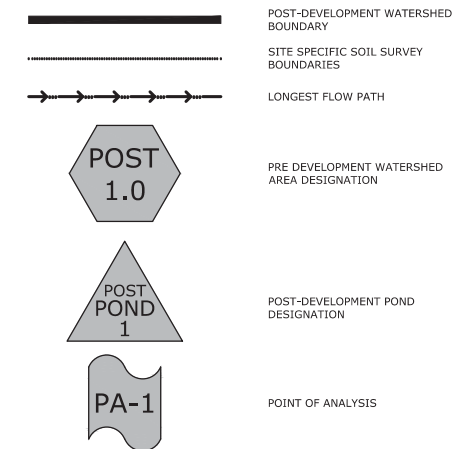 POST-DEVELOPMENT WATERSHED
BOUNDARY
SITE SPECIFIC SOIL SURVEY
BOUNDARIES
LONGEST FLOW PATH
POST
1.0
PRE DEVELOPMENT WATERSHED
AREA DESIGNATION
POST
POND
1
POST-DEVELOPMENT POND
DESIGNATION
PA-1
POINT OF ANALYSIS